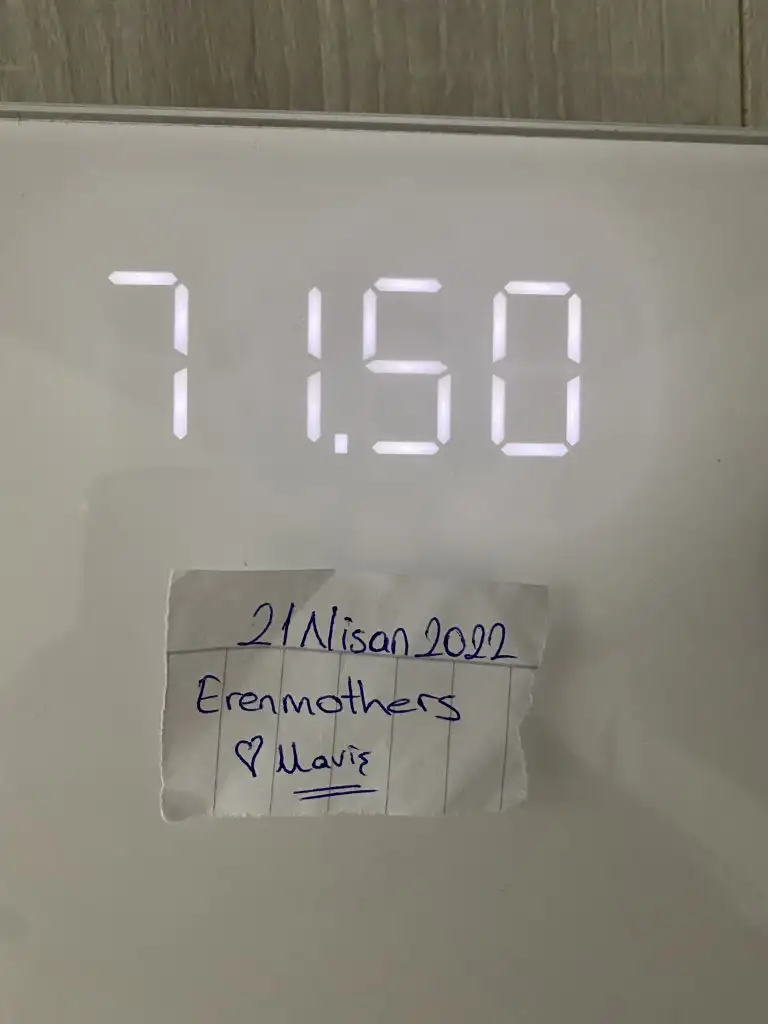 71.50
21 Nisan 2022
Erenmothers
♡ Maviş